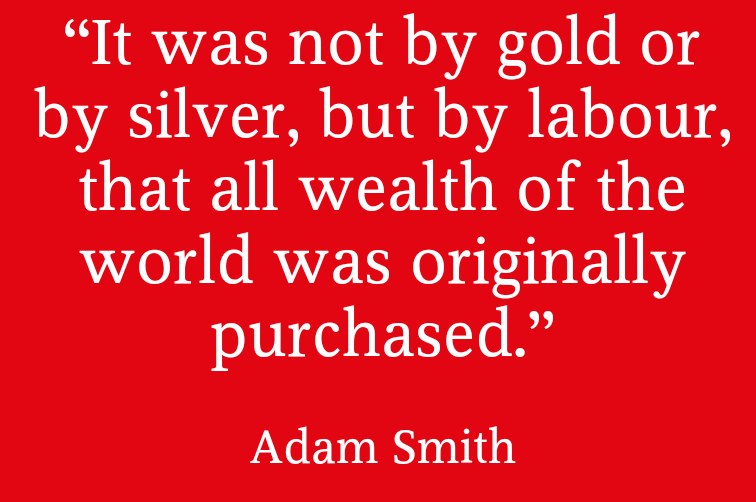 “It was not by gold or
by silver, but by labour,
that all wealth of the
world was originally
purchased.”
Adam Smith